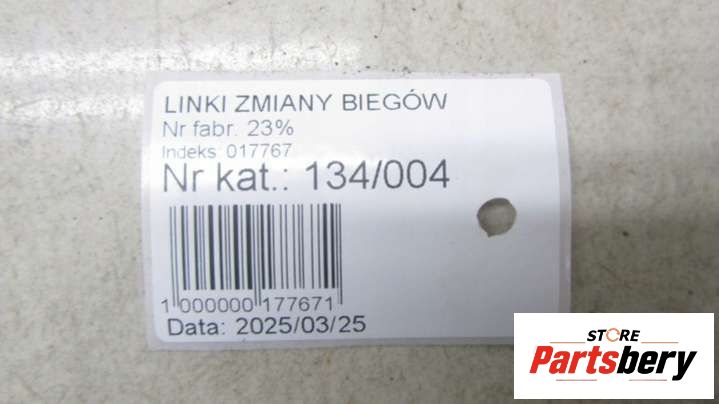 LINKI ZMIANY BIEGÓW
Nr fabr. 23%
Indeks: 017767
Nr kat.: 134/004
1 000000 177671
Data: 2025/03/25
STORE
Partsbery